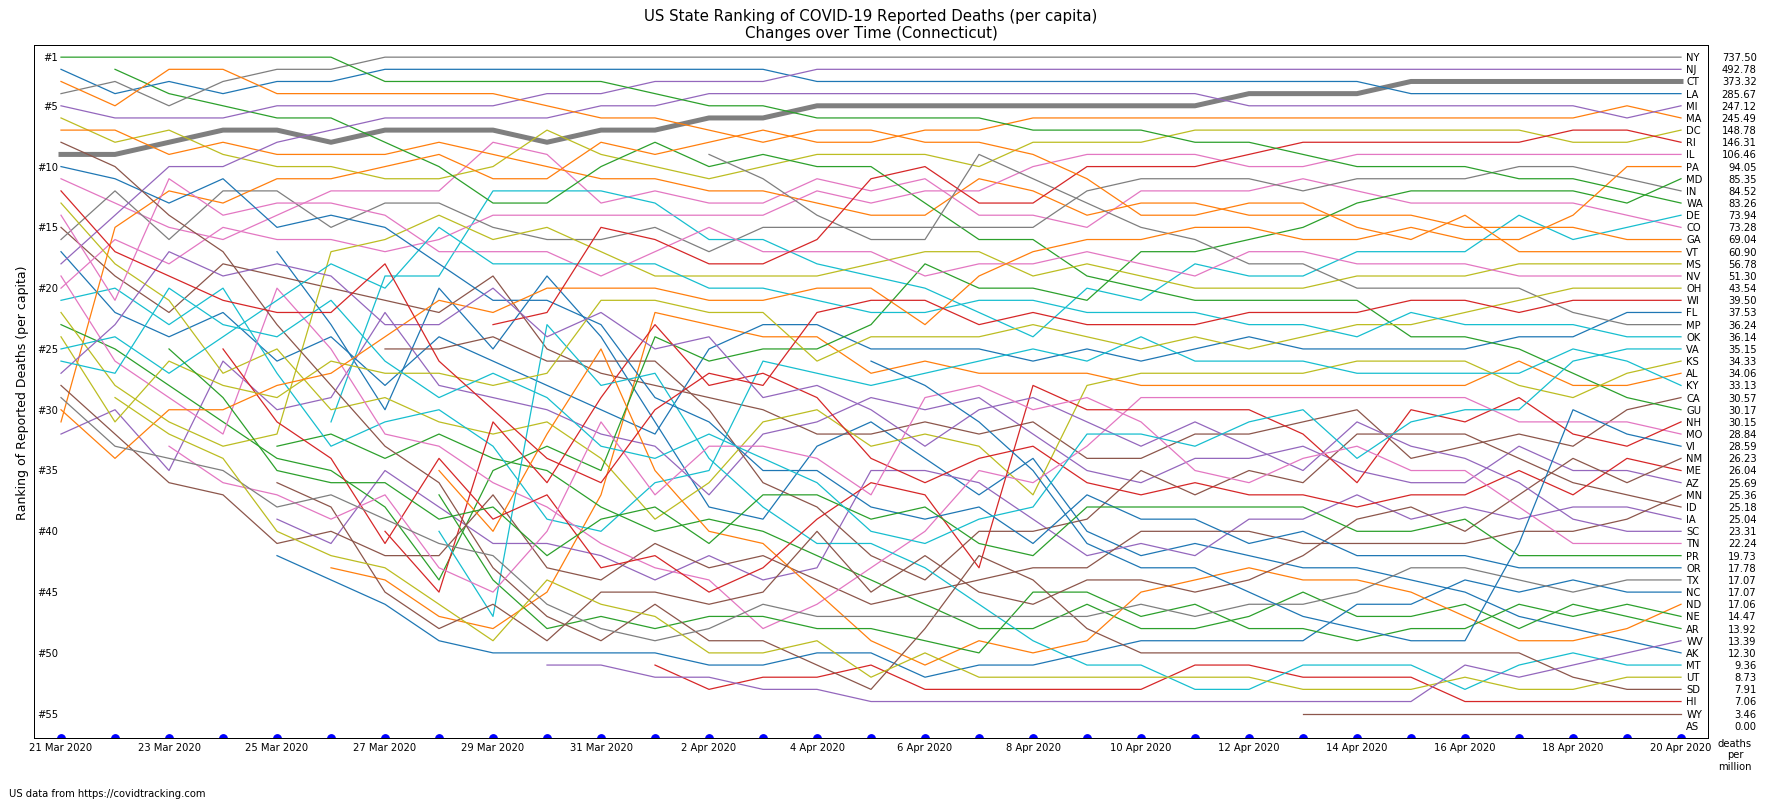 US State Ranking of COVID-19 Reported Deaths (per capita)
Changes over Time (Connecticut)
Ranking of Reported Deaths (per capita)
#1
#5
#10
#15
#20
#25
#30
#35
#40
#45
#50
#55
NY 737.50
NJ 492.78
CT 373.32
LA 285.67
MI 247.12
MA 245.49
DC 148.78
RI 146.31
IL 106.46
PA 94.05
MD 85.35
IN 84.52
WA 83.26
DE 73.94
CO 73.28
GA 69.04
VT 60.90
MS 56.78
NV 51.30
OH 43.54
WI 39.50
FL 37.53
MP 36.24
OK 36.14
VA 35.15
KS 34.33
AL 34.06
KY 33.13
CA 30.57
GU 30.17
NH 30.15
MO 28.84
VI 28.59
NM 26.23
ME 26.04
AZ 25.69
MN 25.36
ID 25.18
IA 25.04
SC 23.31
TN 22.24
PR 19.73
OR 17.78
TX 17.07
NC 17.07
ND 17.06
NE 14.47
AR 13.92
WV 13.39
AK 12.30
MT 9.36
UT 8.73
SD 7.91
HI 7.06
WY 3.46
AS 0.00
21 Mar 2020 23 Mar 2020 25 Mar 2020 27 Mar 2020 29 Mar 2020 31 Mar 2020 2 Apr 2020 4 Apr 2020 6 Apr 2020 8 Apr 2020 10 Apr 2020 12 Apr 2020 14 Apr 2020 16 Apr 2020 18 Apr 2020 20 Apr 2020
deaths
per
million
US data from https://covidtracking.com